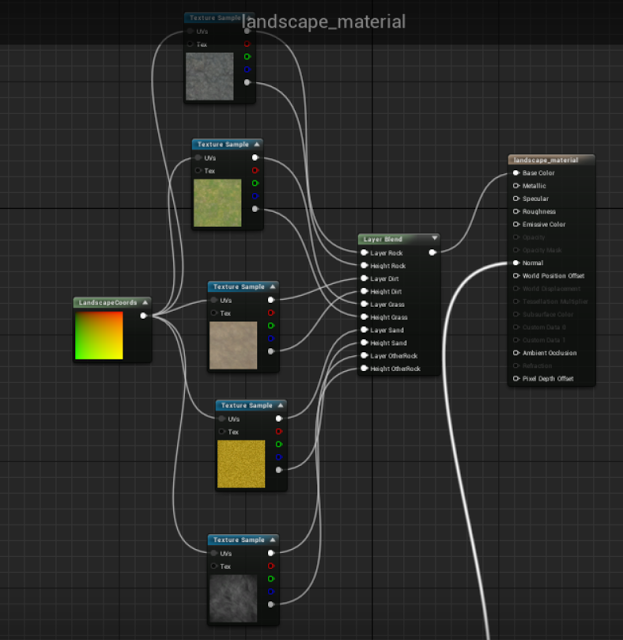 landscape_material
Texture Sample
UVs
Tex
Texture Sample
UVs
Tex
landscape_material
Base Color
Metallic
Specular
Roughness
Emissive Color
Opacity
Opacity Mask
Normal
World Position Offset
World Displacement
Tessellation Multiplier
Subsurface Color
Custom Data 0
Custom Data 1
Ambient Occlusion
Refraction
Pixel Depth Offset
Layer Blend
Layer Rock
Height Rock
Layer Dirt
Height Dirt
Layer Grass
Height Grass
Layer Sand
Height Sand
Layer OtherRock
Height OtherRock
Texture Sample
UVs
Tex
LandscapeCoords
Texture Sample
UVs
Tex
Texture Sample
UVs
Tex